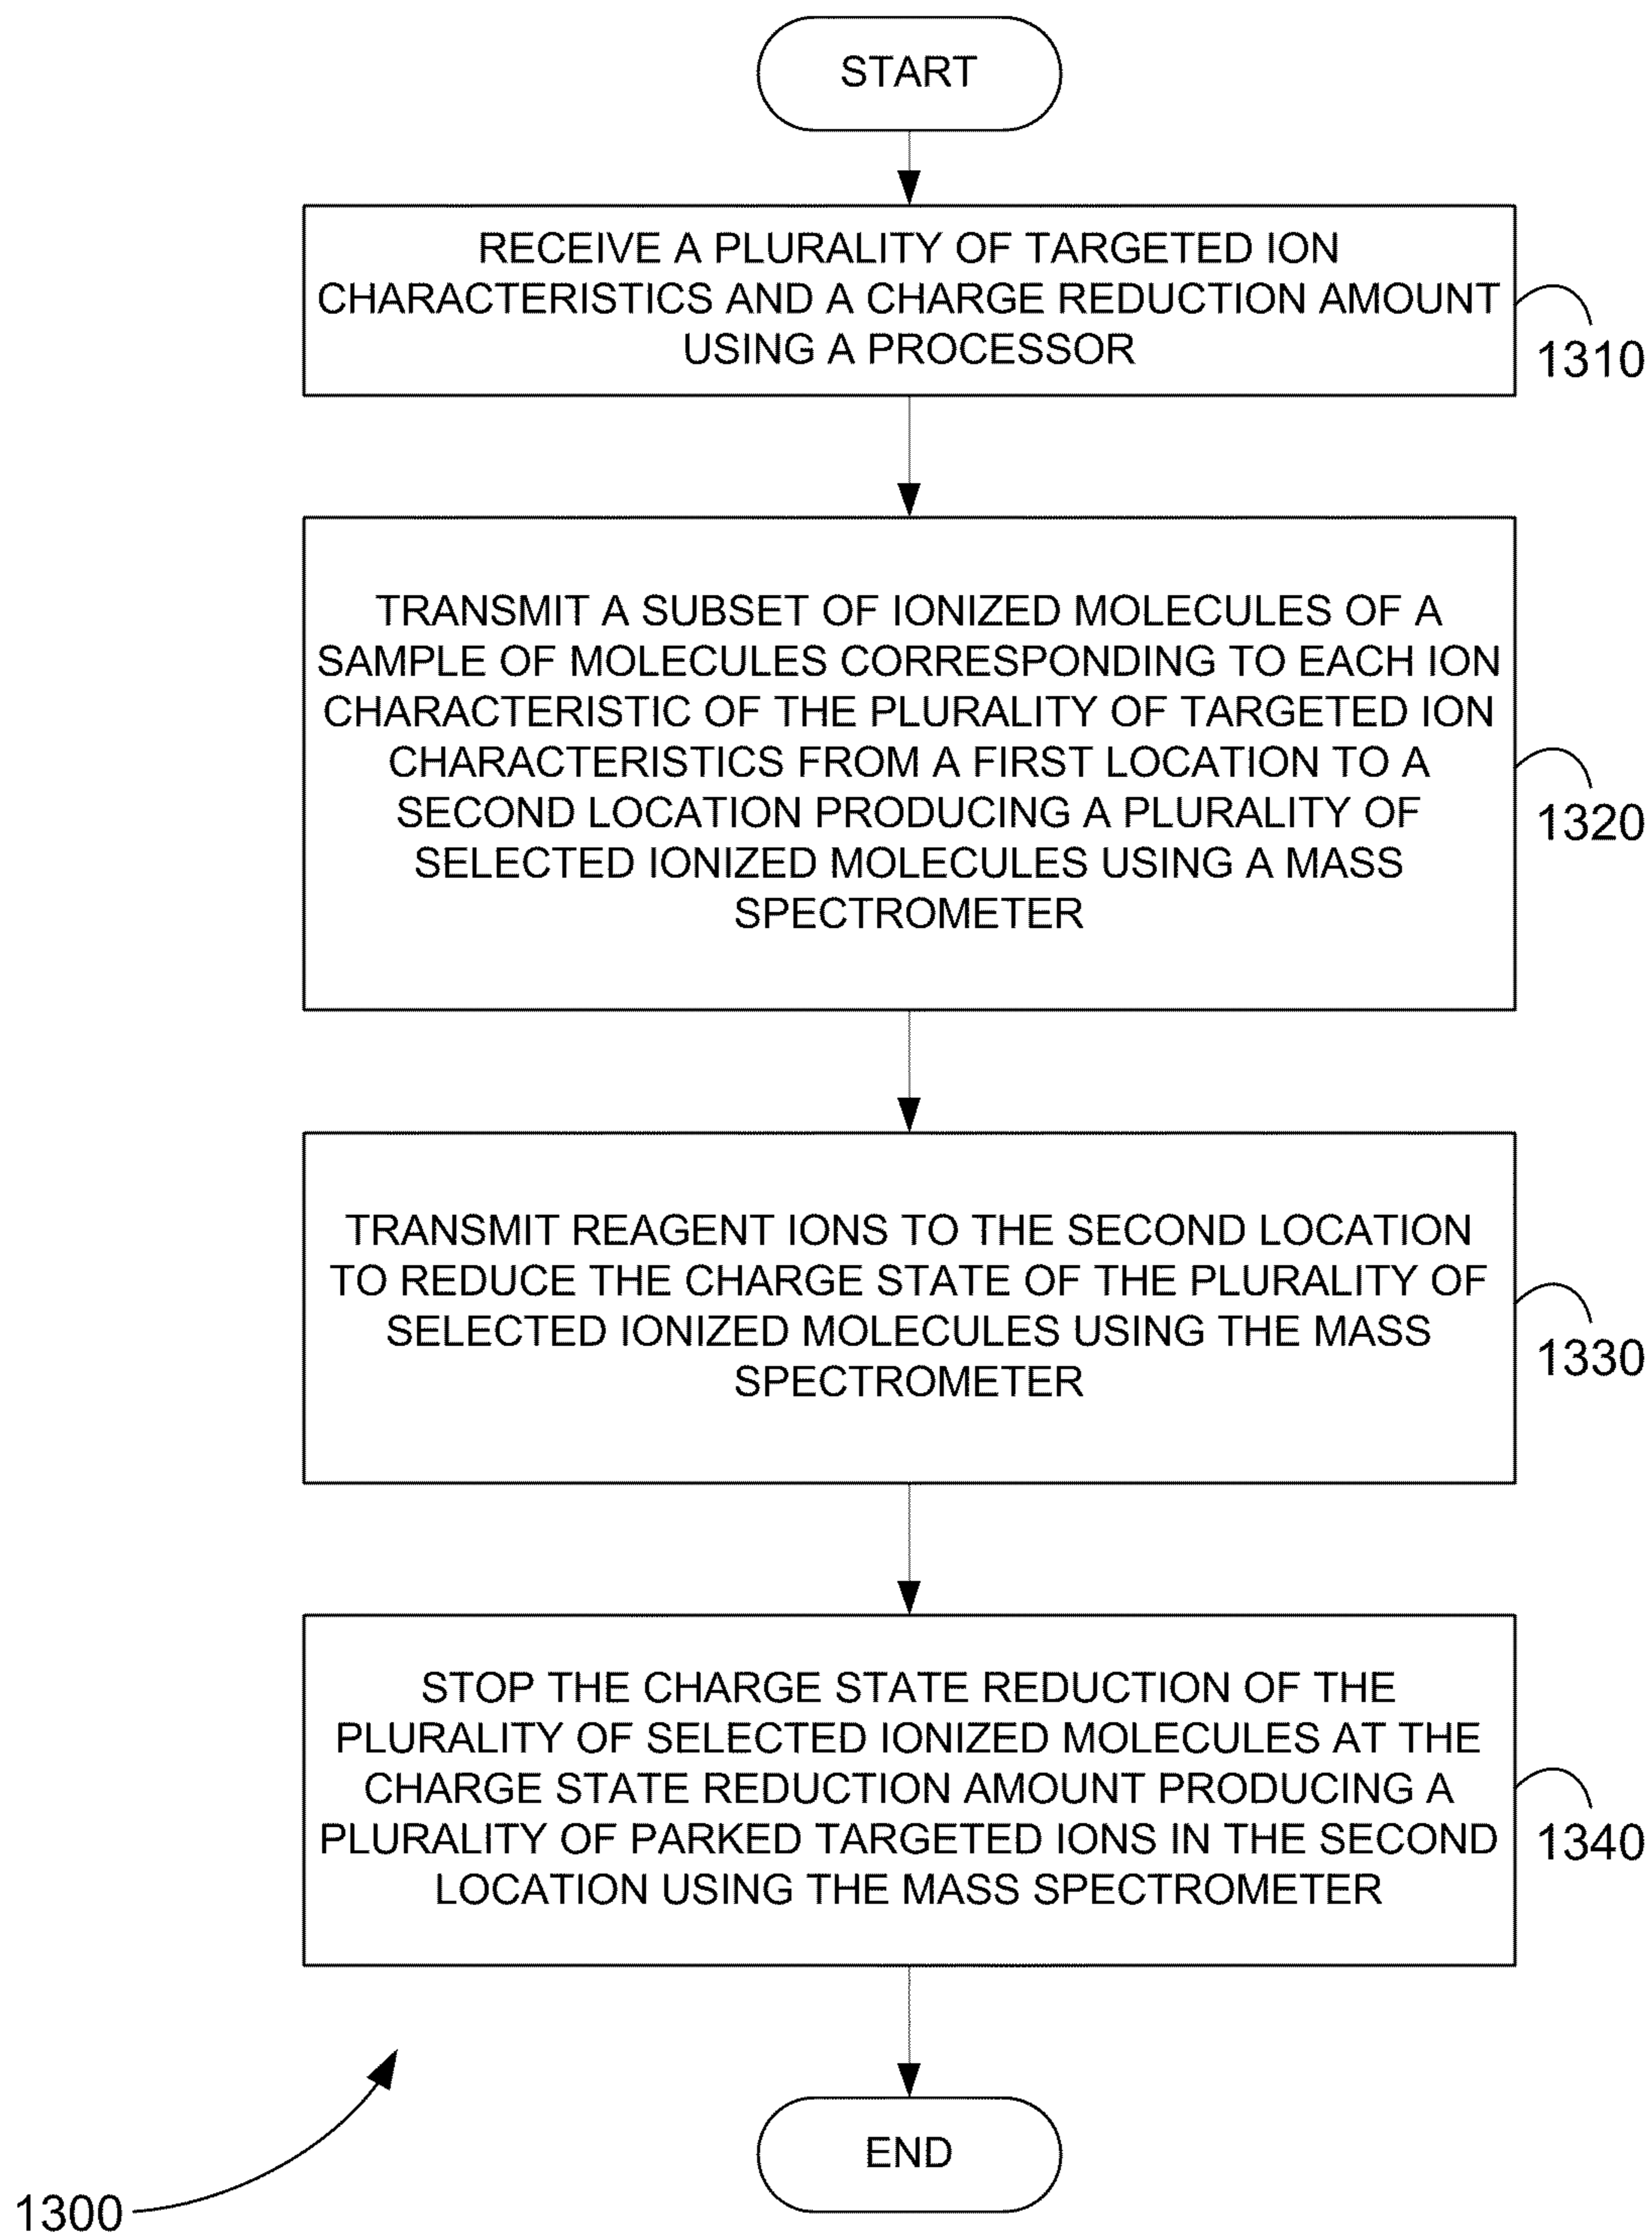 START
RECEIVE A PLURALITY OF TARGETED ION
CHARACTERISTICS AND A CHARGE REDUCTION AMOUNT
USING A PROCESSOR
1310
TRANSMIT A SUBSET OF IONIZED MOLECULES OF A
SAMPLE OF MOLECULES CORRESPONDING TO EACH ION
CHARACTERISTIC OF THE PLURALITY OF TARGETED ION
CHARACTERISTICS FROM A FIRST LOCATION TO A
SECOND LOCATION PRODUCING A PLURALITY OF
SELECTED IONIZED MOLECULES USING A MASS
SPECTROMETER
1320
TRANSMIT REAGENT IONS TO THE SECOND LOCATION
TO REDUCE THE CHARGE STATE OF THE PLURALITY OF
SELECTED IONIZED MOLECULES USING THE MASS
SPECTROMETER
1330
STOP THE CHARGE STATE REDUCTION OF THE
PLURALITY OF SELECTED IONIZED MOLECULES AT THE
CHARGE STATE REDUCTION AMOUNT PRODUCING A
PLURALITY OF PARKED TARGETED IONS IN THE SECOND
LOCATION USING THE MASS SPECTROMETER
1340
END
1300